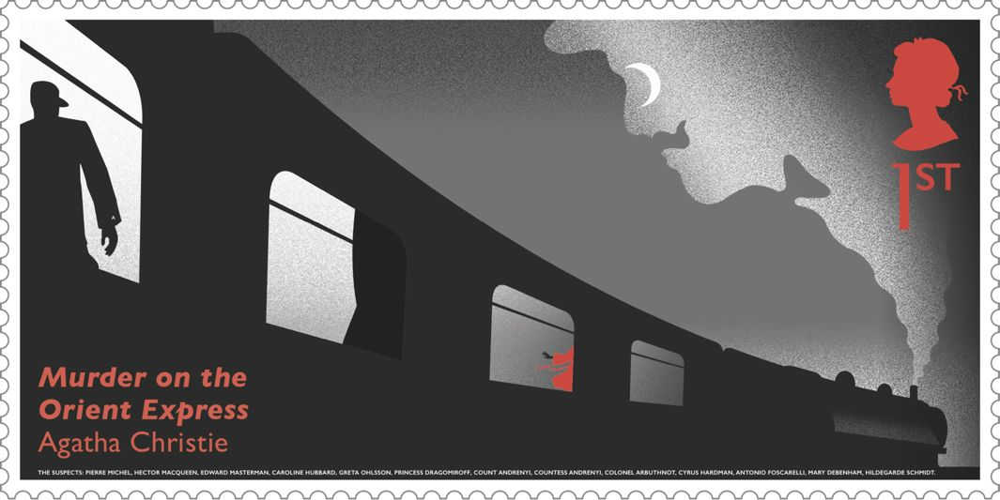 1ST
Murder on the
Orient Express
Agatha Christie
THE SUSPECTS: PIERRE MICHEL, HECTOR MACQUEEN, EDWARD MASTERMAN, CAROLINE HUBBARD, GRETA OHLSSON, PRINCESS DRAGOMIROFF, COUNT ANDRENYI, COUNTESS ANDRENYI, COLONEL ARBUTHNOT, CYRUS HARDMAN, ANTONIO FOSCARELLI, MARY DEBENHAM, HILDEGARDE SCHMIDT.